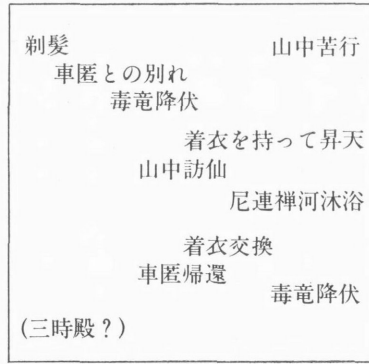 剃髪 山中苦行
車匿との別れ
毒竜降伏
着衣を持って昇天
山中訪仙
尼連禅河沐浴
着衣交換
車匿帰還
毒竜降伏
(三時殿？)